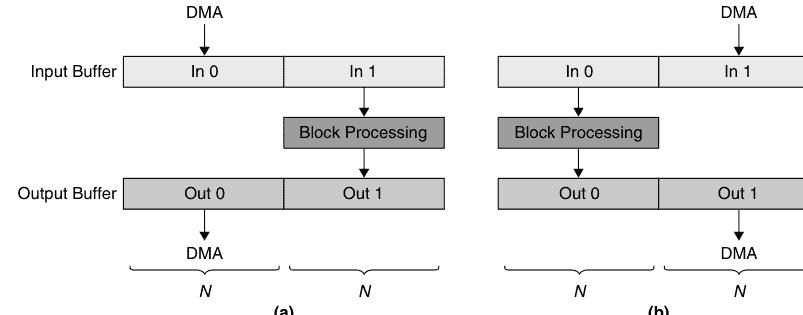 DMA DMA
Input Buffer In 0 In 1 In 0 In 1
Block Processing Block Processing
Output Buffer Out 0 Out 1 Out 0 Out 1
DMA DMA
N N N N
(a) (b)